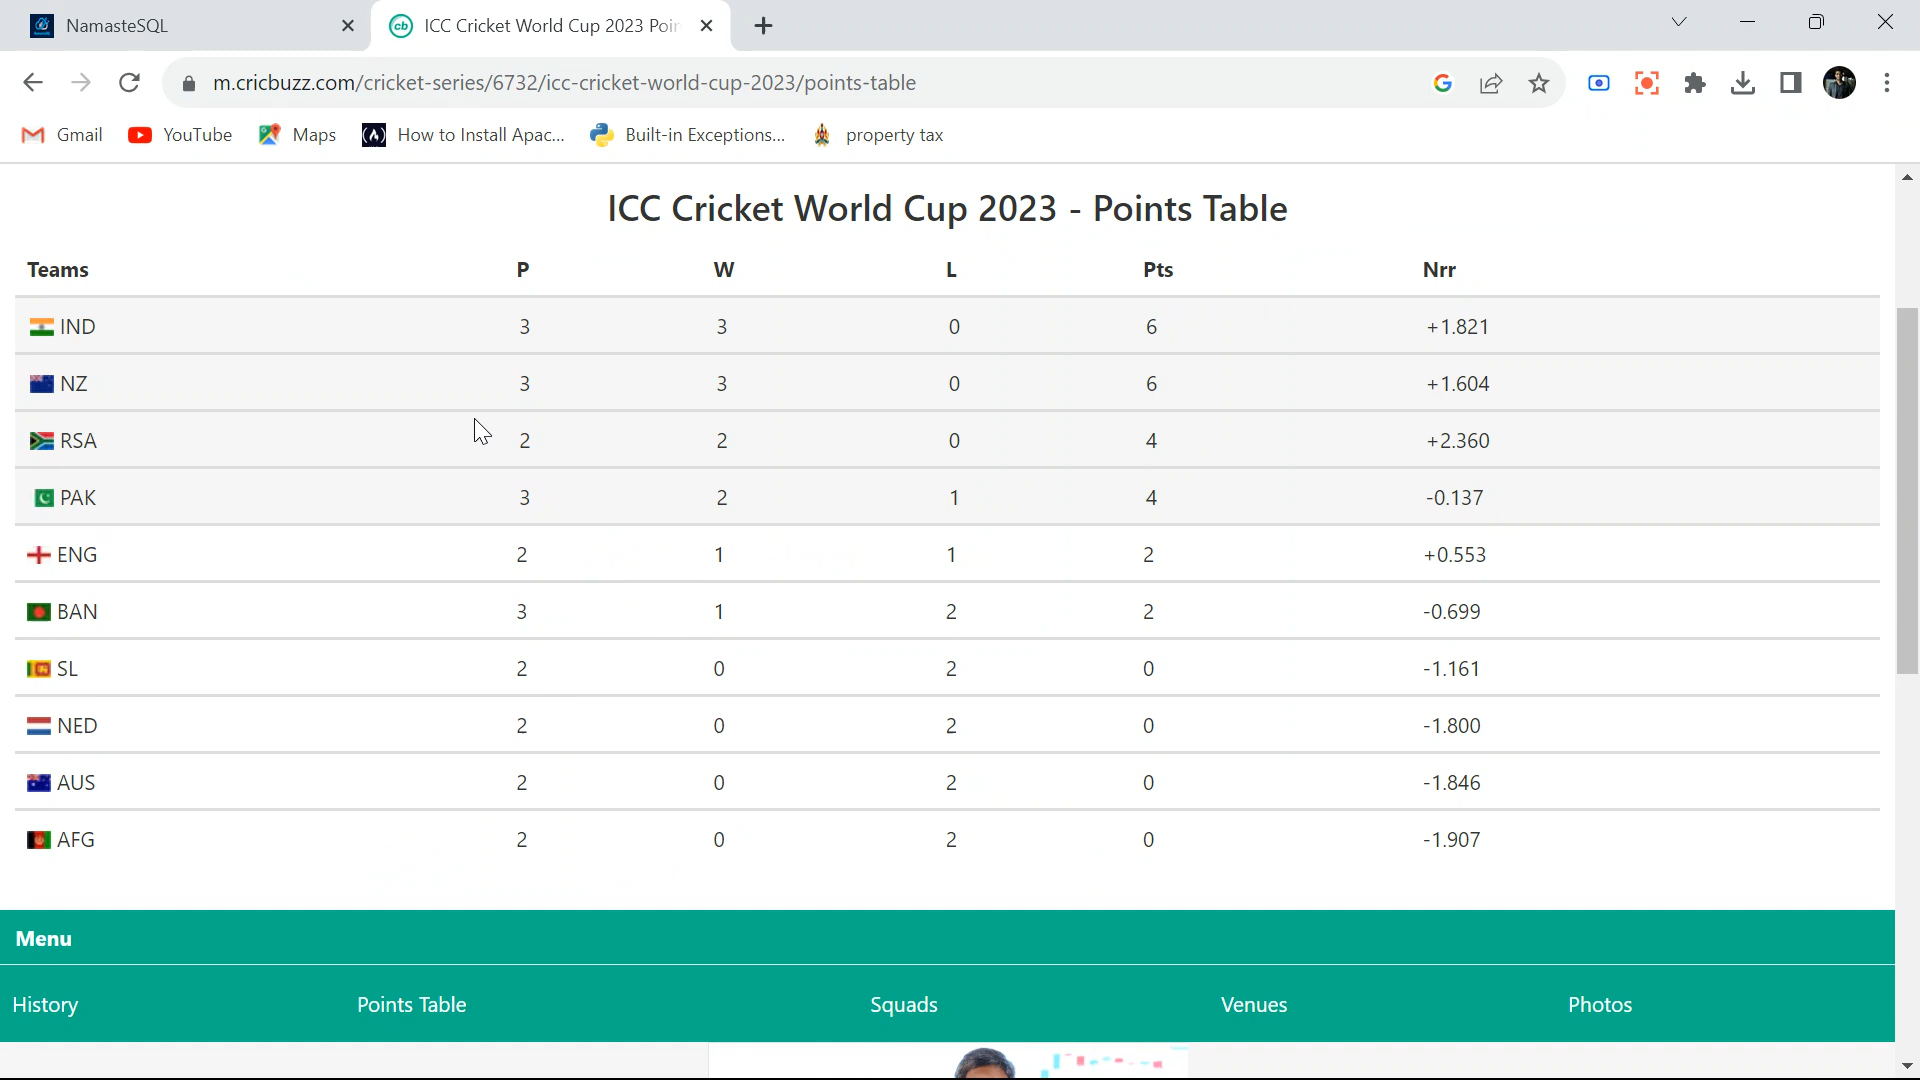 NamasteSQL
ICC Cricket World Cup 2023 Poin
m.cricbuzz.com/cricket-series/6732/icc-cricket-world-cup-2023/points-table
Gmail YouTube Maps How to Install Apac... Built-in Exceptions... property tax
ICC Cricket World Cup 2023 - Points Table
Teams P W L Pts Nrr
IND 3 3 0 6 +1.821
NZ 3 3 0 6 +1.604
RSA 2 2 0 4 +2.360
PAK 3 2 1 4 -0.137
ENG 2 1 1 2 +0.553
BAN 3 1 2 2 -0.699
SL 2 0 2 0 -1.161
NED 2 0 2 0 -1.800
AUS 2 0 2 0 -1.846
AFG 2 0 2 0 -1.907
Menu
History Points Table Squads Venues Photos